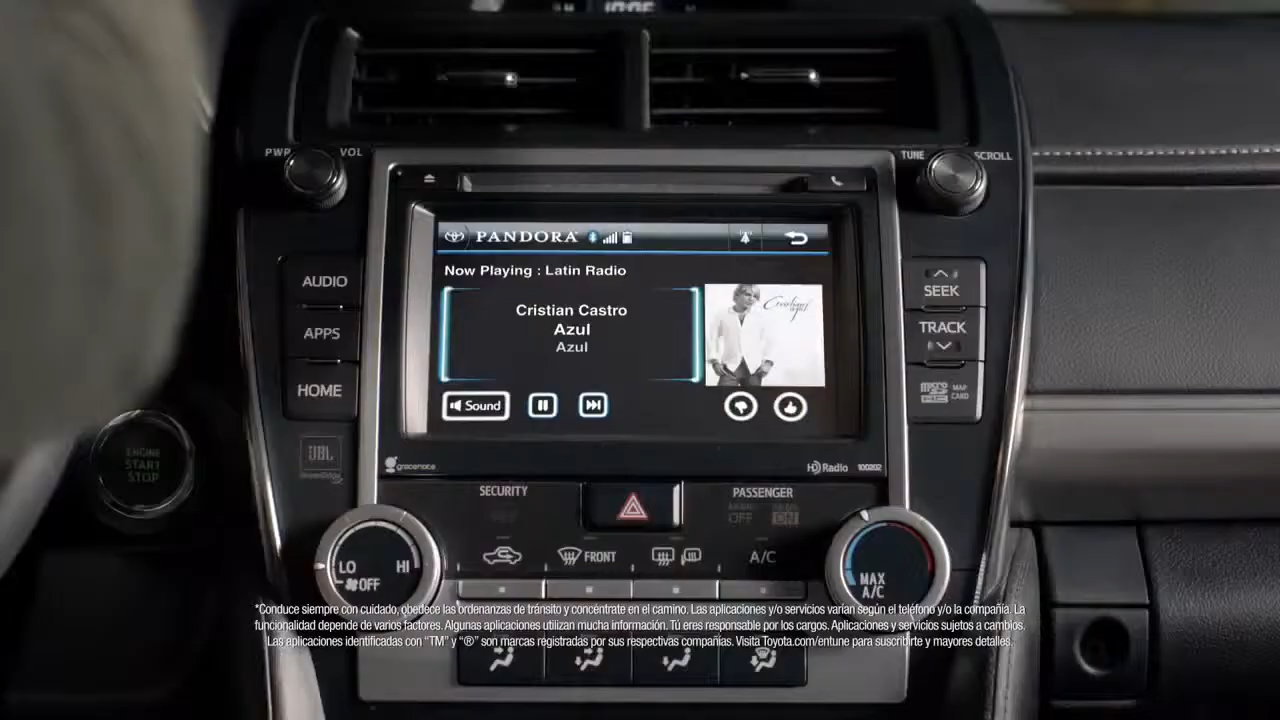 PWR VOL
TUNE SCROLL
PANDORA
Now Playing : Latin Radio
Cristian Castro
Azul
Azul
Sound
AUDIO
APPS
HOME
SEEK
TRACK
MICRO SD MAP CARD
ENGINE START STOP
JBL
gracenote
HD Radio 100202
SECURITY
PASSENGER
OFF ON
FRONT
A/C
LO HI
OFF
MAX A/C
*Conduce siempre con cuidado, obedece las ordenanzas de tránsito y concéntrate en el camino. Las aplicaciones y/o servicios varían según el teléfono y/o la compañía. La
funcionalidad depende de varios factores. Algunas aplicaciones utilizan mucha información. Tú eres responsable por los cargos. Aplicaciones y servicios sujetos a cambios.
Las aplicaciones identificadas con “TM” y “®” son marcas registradas por sus respectivas compañías. Visita Toyota.com/entune para suscribirte y mayores detalles.